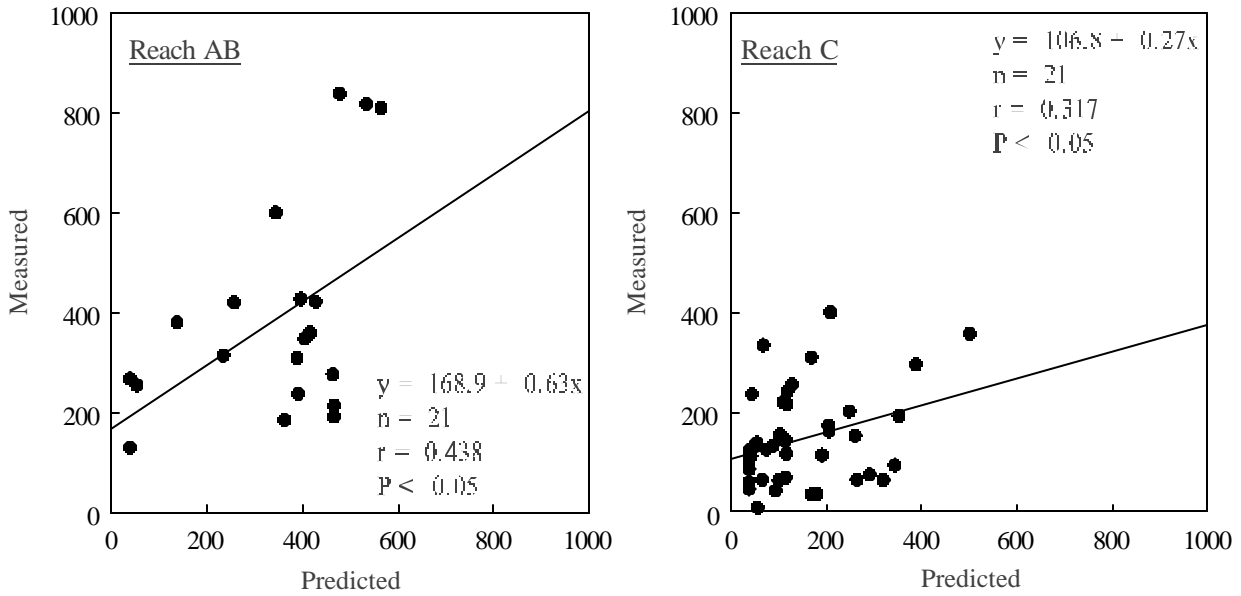 Reach AB
1000
800
600
400
200
0
Measured
y = 168.9 + 0.63x
n = 21
r = 0.438
P < 0.05
0 200 400 600 800 1000
Predicted
Reach C
1000
800
600
400
200
0
Measured
y = 106.8 + 0.27x
n = 21
r = 0.317
P < 0.05
0 200 400 600 800 1000
Predicted